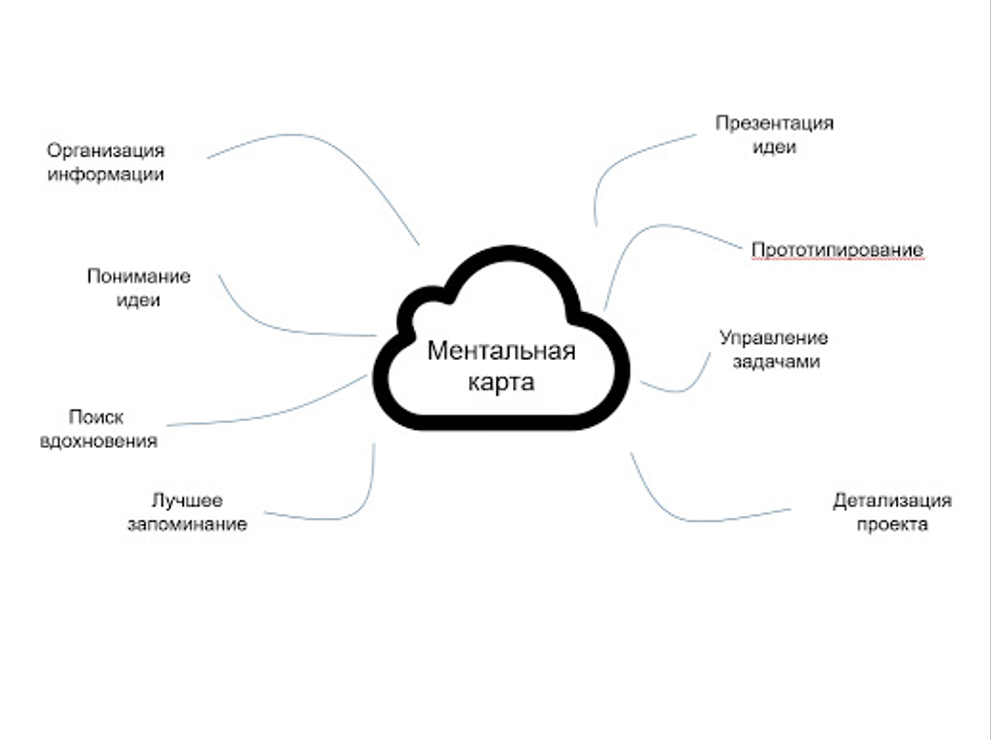 Организация
информации
Понимание
идеи
Поиск
вдохновения
Лучшее
запоминание
Ментальная
карта
Презентация
идеи
Прототипирование
Управление
задачами
Детализация
проекта